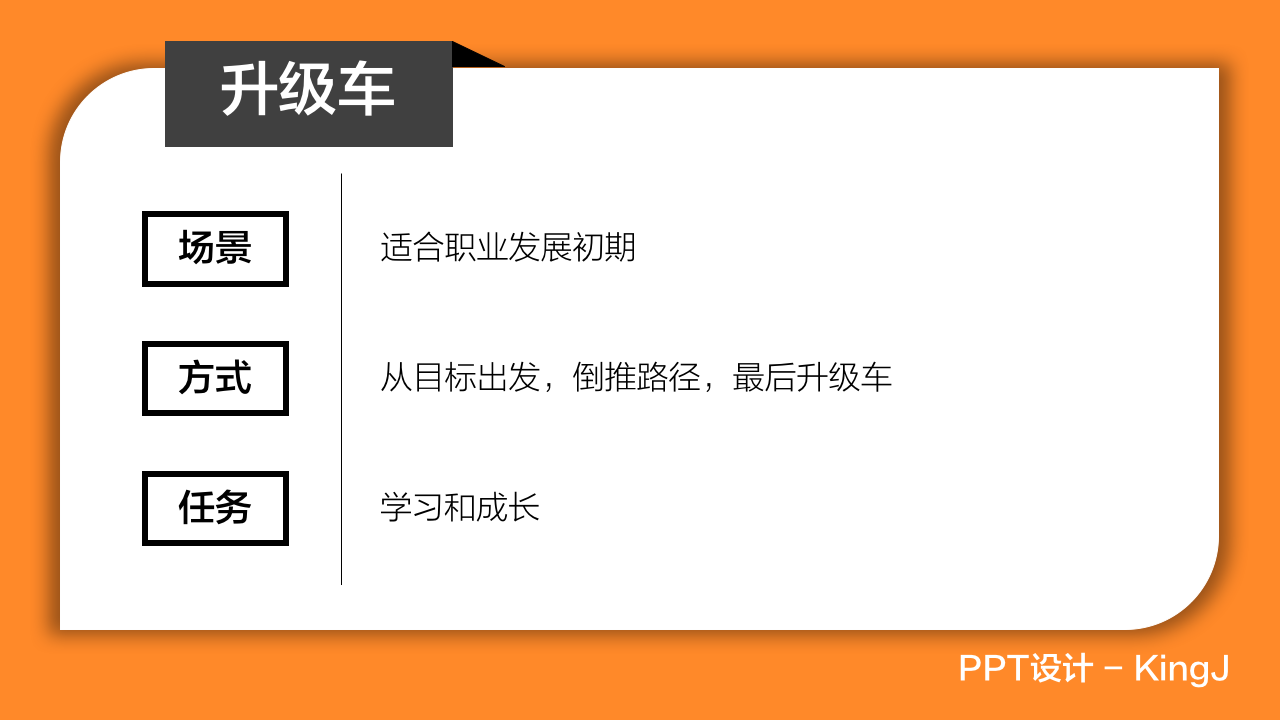 升级车
场景
适合职业发展初期
方式
从目标出发，倒推路径，最后升级车
任务
学习和成长
PPT设计 – KingJ